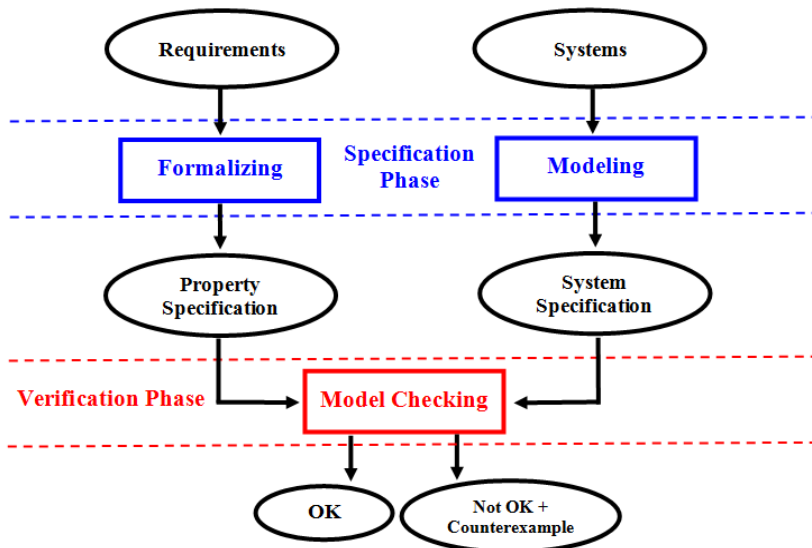 Requirements
Systems
Formalizing
Specification
Phase
Modeling
Property
Specification
System
Specification
Verification Phase
Model Checking
OK
Not OK +
Counterexample